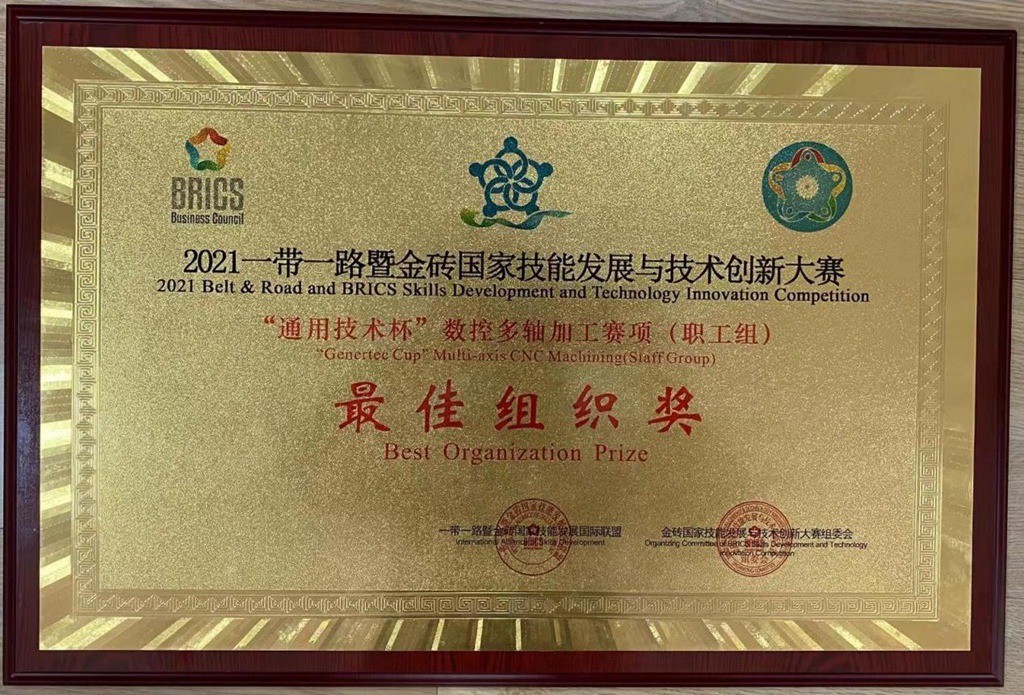 BRICS
Business Council
2021一带一路暨金砖国家技能发展与技术创新大赛
2021 Belt & Road and BRICS Skills Development and Technology Innovation Competition
“通用技术杯”数控多轴加工赛项（职工组）
“Genertec Cup” Multi-axis CNC Machining(Staff Group)
最佳组织奖
Best Organization Prize
一带一路暨金砖国家技能发展国际联盟
International Skills Development
金砖国家技能发展与技术创新大赛组委会
Organizing Committee of BRICS Skills Development and Technology
Innovation Competition